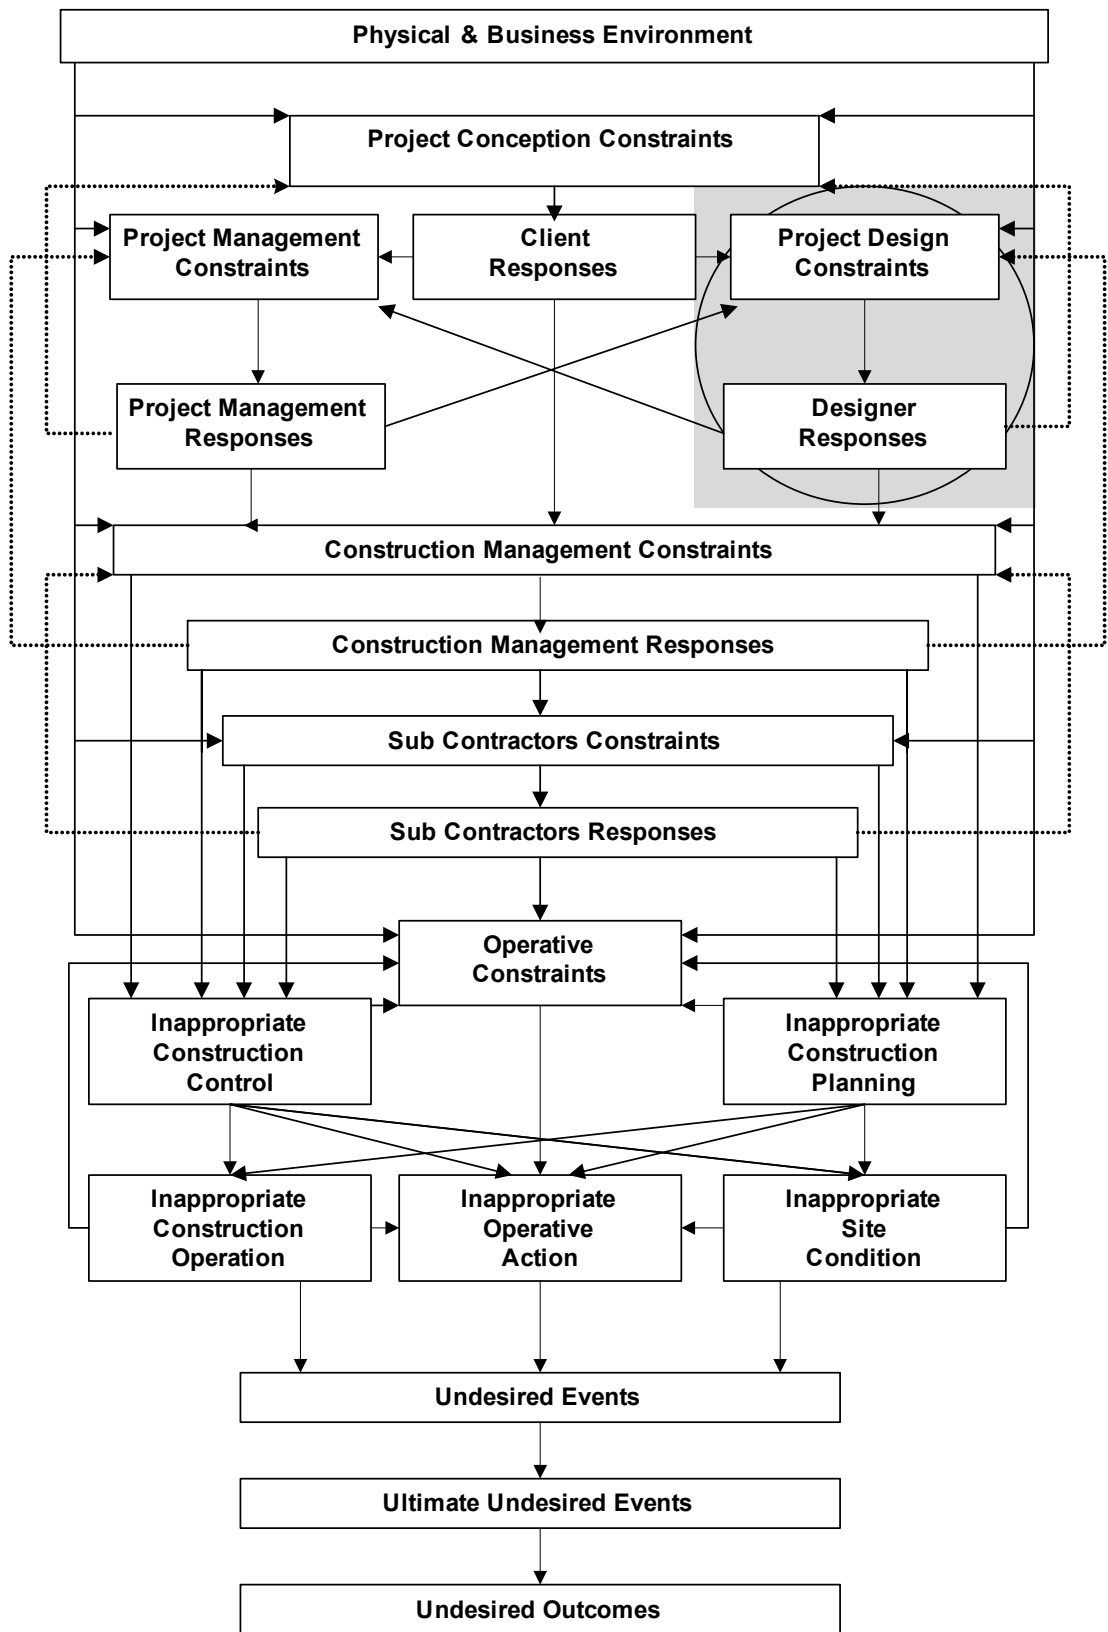 Physical & Business Environment
Project Conception Constraints
Project Management
Constraints
Client
Responses
Project Design
Constraints
Project Management
Responses
Designer
Responses
Construction Management Constraints
Construction Management Responses
Sub Contractors Constraints
Sub Contractors Responses
Operative
Constraints
Inappropriate
Construction
Control
Inappropriate
Construction
Planning
Inappropriate
Construction
Operation
Inappropriate
Operative
Action
Inappropriate
Site
Condition
Undesired Events
Ultimate Undesired Events
Undesired Outcomes